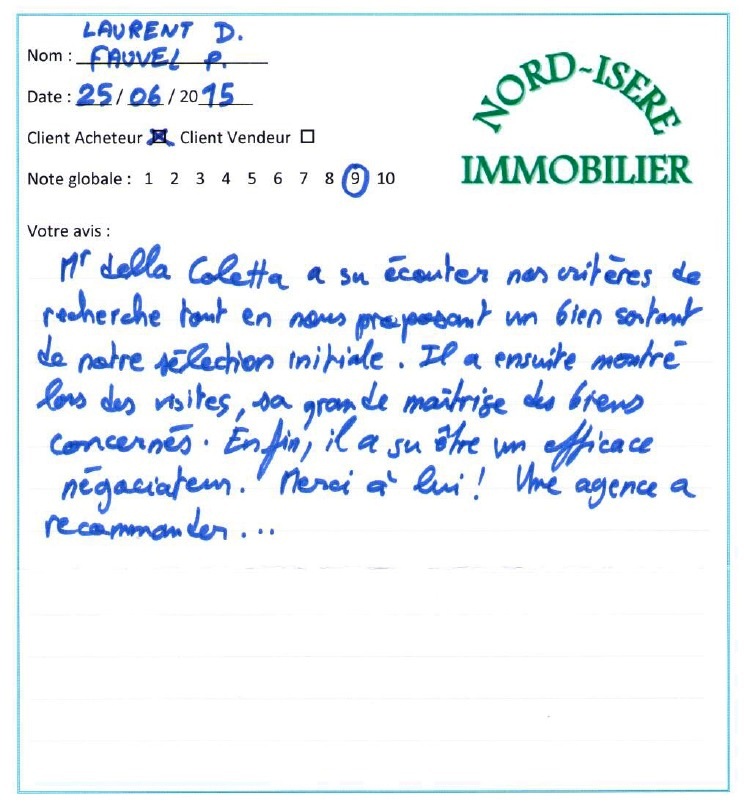 LAURENT D.
Nom : FAUVEL P.
Date : 25 / 06 / 2015
NORD-ISERE
IMMOBILIER
Client Acheteur ☒ Client Vendeur ☐
Note globale : 1 2 3 4 5 6 7 8 9 10
Votre avis :
Mr della Coletta a su écouter nos critères de
recherche tout en nous proposant un bien sortant
de notre sélection initiale. Il a ensuite montré
lors des visites, sa grande maîtrise des biens
concernés. Enfin, il a su être un efficace
négociateur. Merci à lui ! Une agence a
recommander...